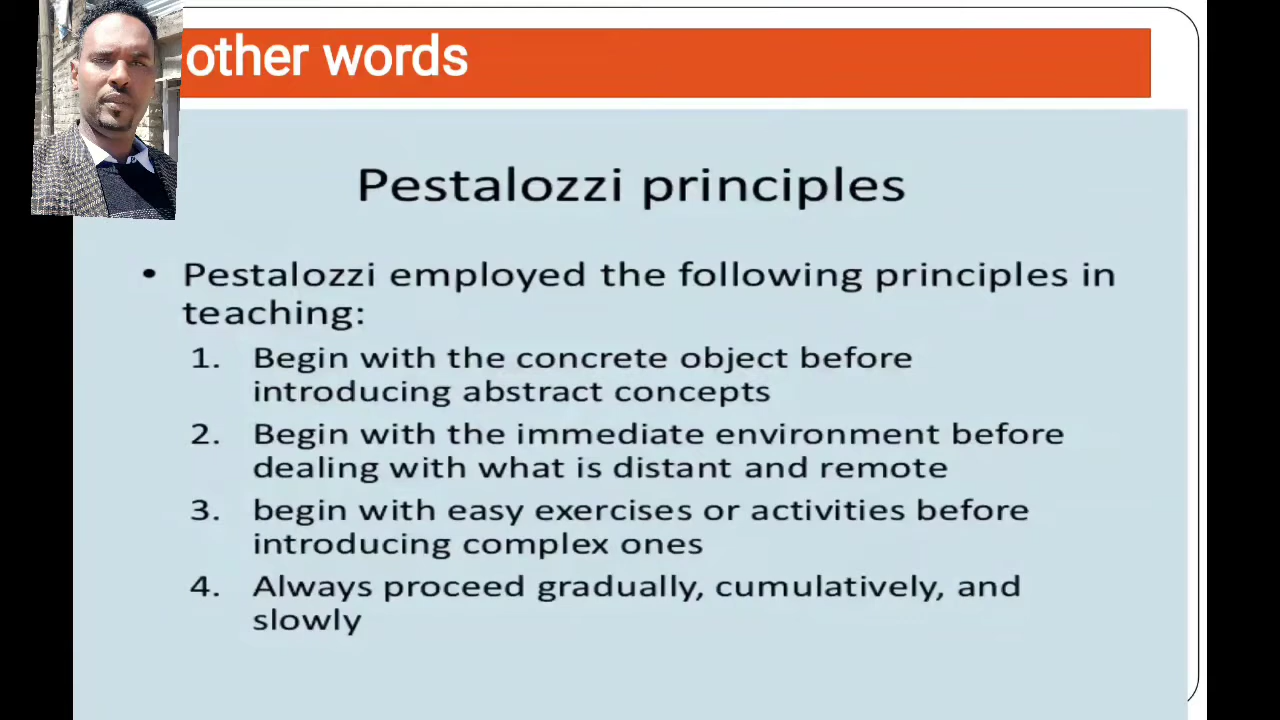 other words
Pestalozzi principles
• Pestalozzi employed the following principles in
teaching:
1. Begin with the concrete object before
introducing abstract concepts
2. Begin with the immediate environment before
dealing with what is distant and remote
3. begin with easy exercises or activities before
introducing complex ones
4. Always proceed gradually, cumulatively, and
slowly